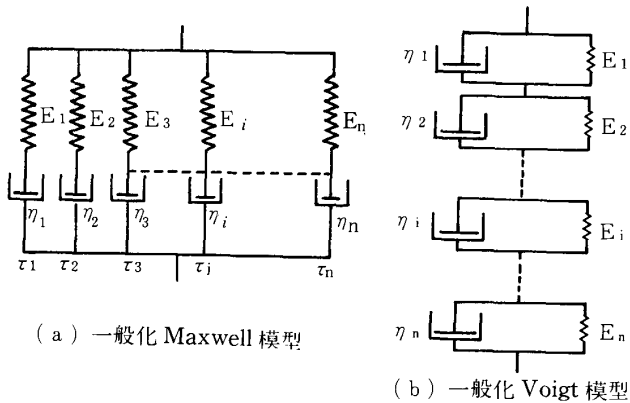 E1 E2 E3 Ei En
η1 η2 η3 ηi ηn
τ1 τ2 τ3 τi τn
(a) 一般化 Maxwell 模型
η1 E1
η2 E2
ηi Ei
ηn En
(b) 一般化 Voigt 模型